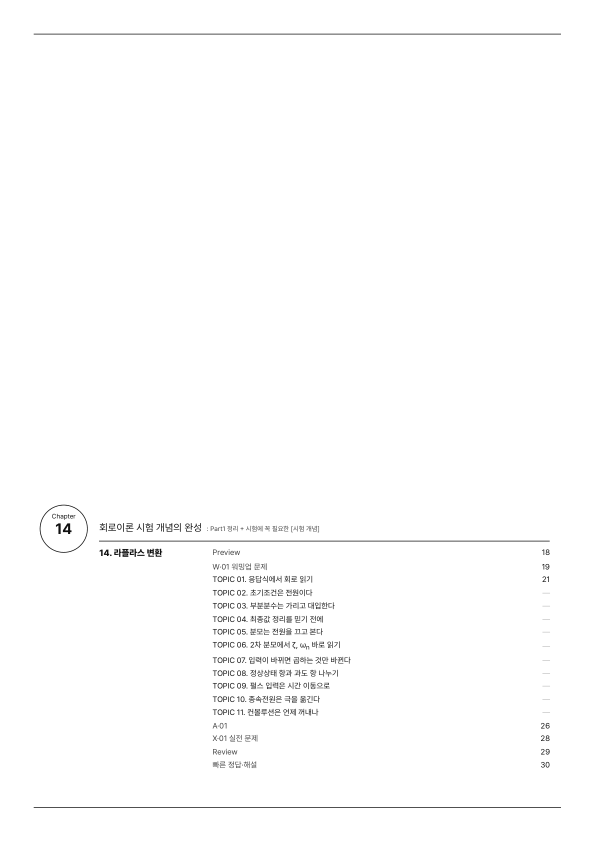 Chapter
14
회로이론 시험 개념의 완성 : Part1 정리 + 시험에 꼭 필요한 [시험 개념]
14. 라플라스 변환
Preview 18
W·01 워밍업 문제 19
TOPIC 01. 응답식에서 회로 읽기 21
TOPIC 02. 초기조건은 전원이다 —
TOPIC 03. 부분분수는 가리고 대입한다 —
TOPIC 04. 최종값 정리를 믿기 전에 —
TOPIC 05. 분모는 전원을 끄고 본다 —
TOPIC 06. 2차 분모에서 ζ, ωn 바로 읽기 —
TOPIC 07. 입력이 바뀌면 곱하는 것만 바뀐다 —
TOPIC 08. 정상상태 항과 과도 항 나누기 —
TOPIC 09. 펄스 입력은 시간 이동으로 —
TOPIC 10. 종속전원은 극을 옮긴다 —
TOPIC 11. 컨볼루션은 언제 꺼내나 —
A·01 26
X·01 실전 문제 28
Review 29
빠른 정답·해설 30